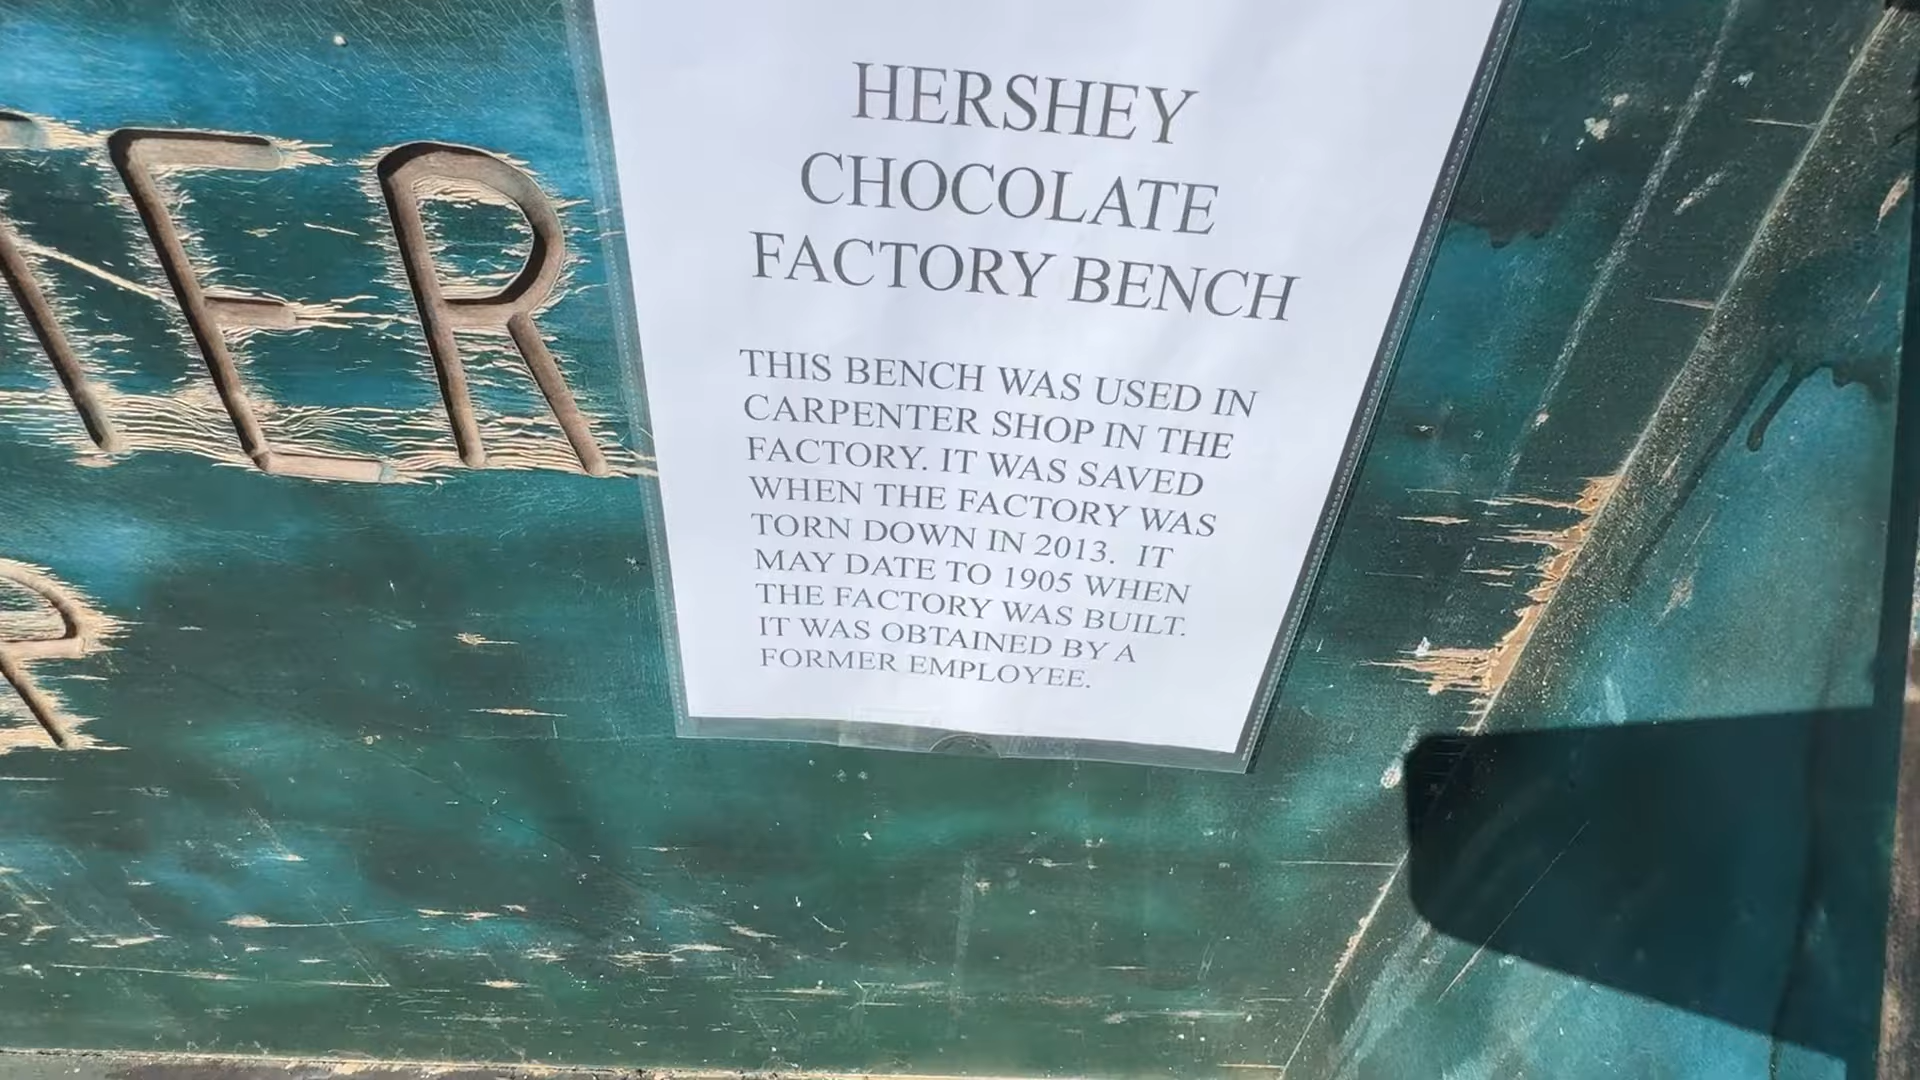 HERSHEY
CHOCOLATE
FACTORY BENCH
THIS BENCH WAS USED IN
CARPENTER SHOP IN THE
FACTORY. IT WAS SAVED
WHEN THE FACTORY WAS
TORN DOWN IN 2013. IT
MAY DATE TO 1905 WHEN
THE FACTORY WAS BUILT.
IT WAS OBTAINED BY A
FORMER EMPLOYEE.